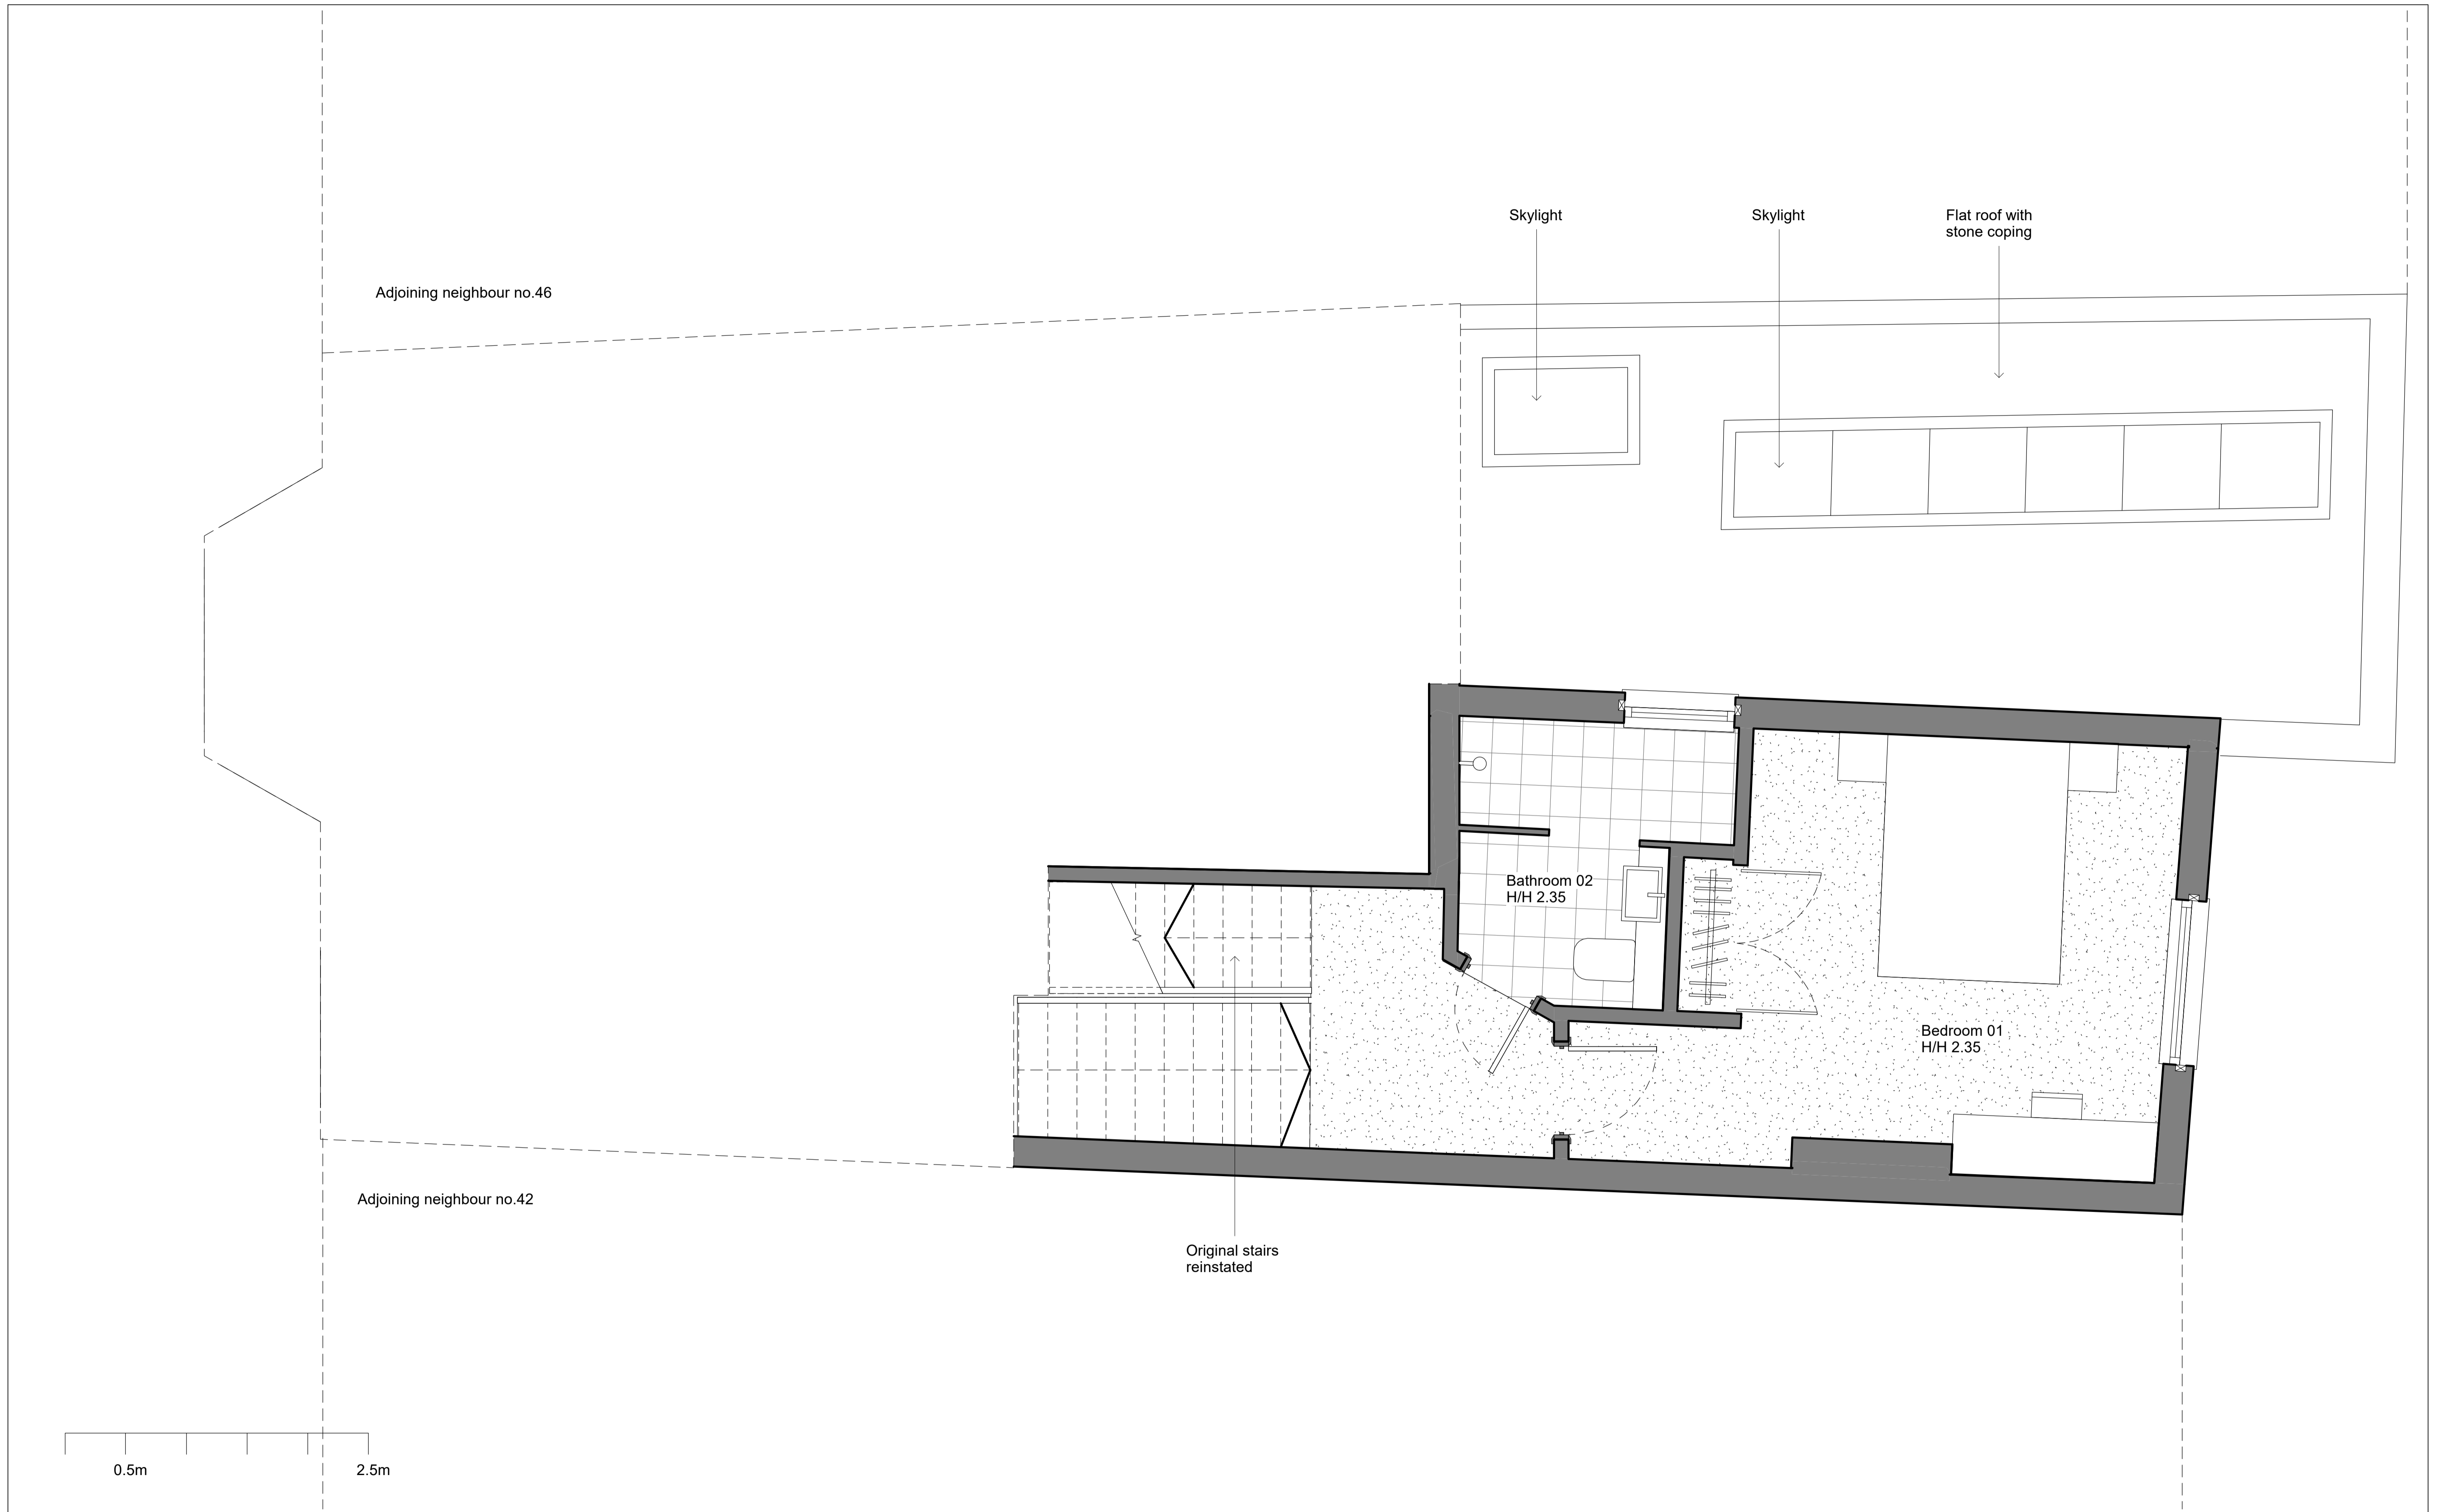 Skylight
Skylight
Flat roof with
stone coping
Adjoining neighbour no.46
Bathroom 02
H/H 2.35
Bedroom 01
H/H 2.35
Adjoining neighbour no.42
Original stairs
reinstated
0.5m
2.5m